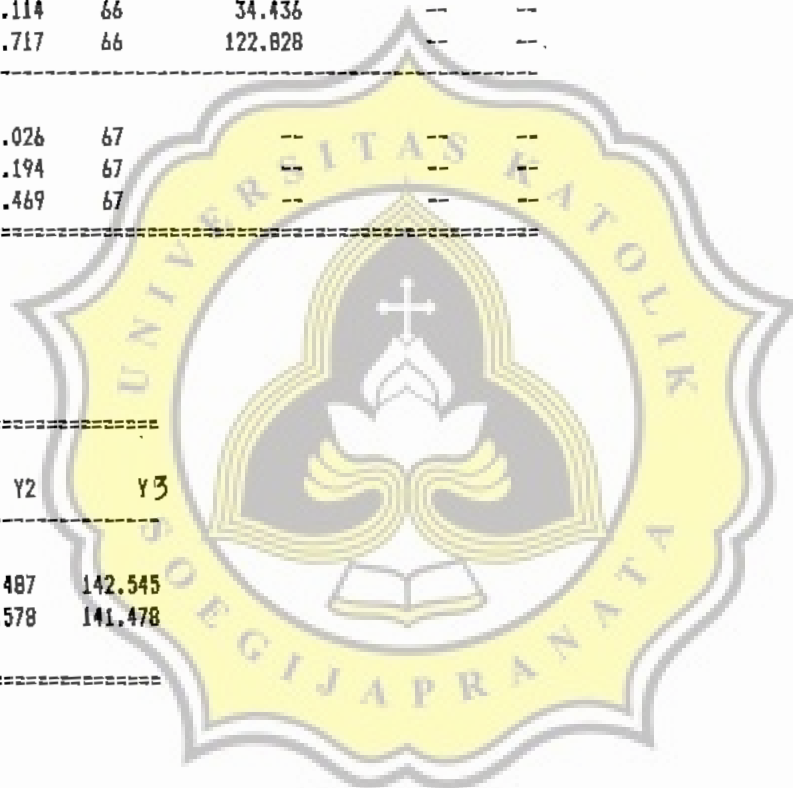 .114 66 34.436 -- --
.717 66 122.828 -- --
.026 67 -- -- --
.194 67 -- -- --
.469 67 -- -- --
Y2 Y3
487 142.545
578 141.478
UNIVERSITAS KATOLIK
SOEGIJAPRANATA